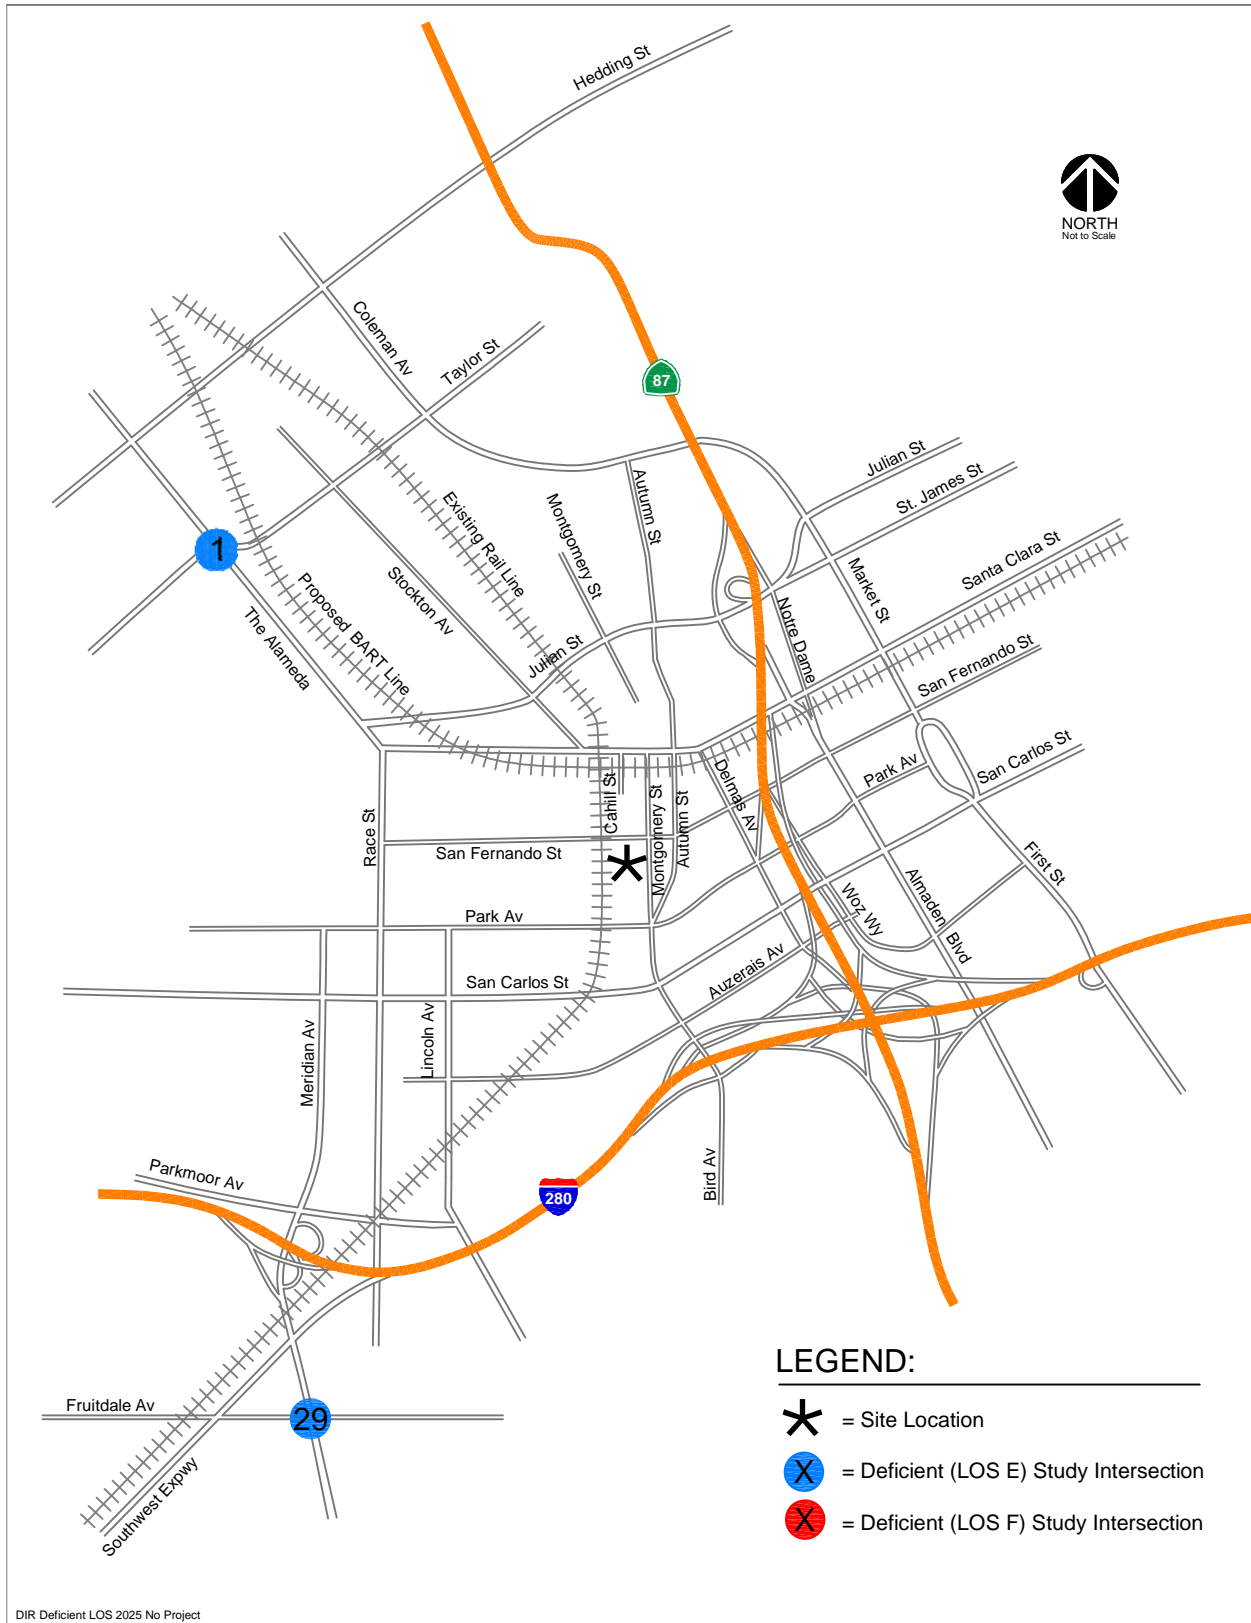 Hedding St
NORTH
Not to Scale
Coleman Av
Taylor St
87
Julian St
St. James St
Autumn St
Montgomery St
Existing Rail Line
Santa Clara St
1
Stockton Av
Market St
Proposed BART Line
The Alameda
Notre Dame
Julian St
San Fernando St
San Carlos St
Park Av
Delmas Av
Cahill St
Montgomery St
Autumn St
Race St
San Fernando St
First St
Almaden Blvd
Woz Wy
Park Av
Auzerais Av
San Carlos St
Meridian Av
Lincoln Av
Parkmoor Av
Bird Av
280
LEGEND:
= Site Location
Fruitdale Av
29
X = Deficient (LOS E) Study Intersection
Southwest Expwy
X = Deficient (LOS F) Study Intersection
DIR Deficient LOS 2025 No Project